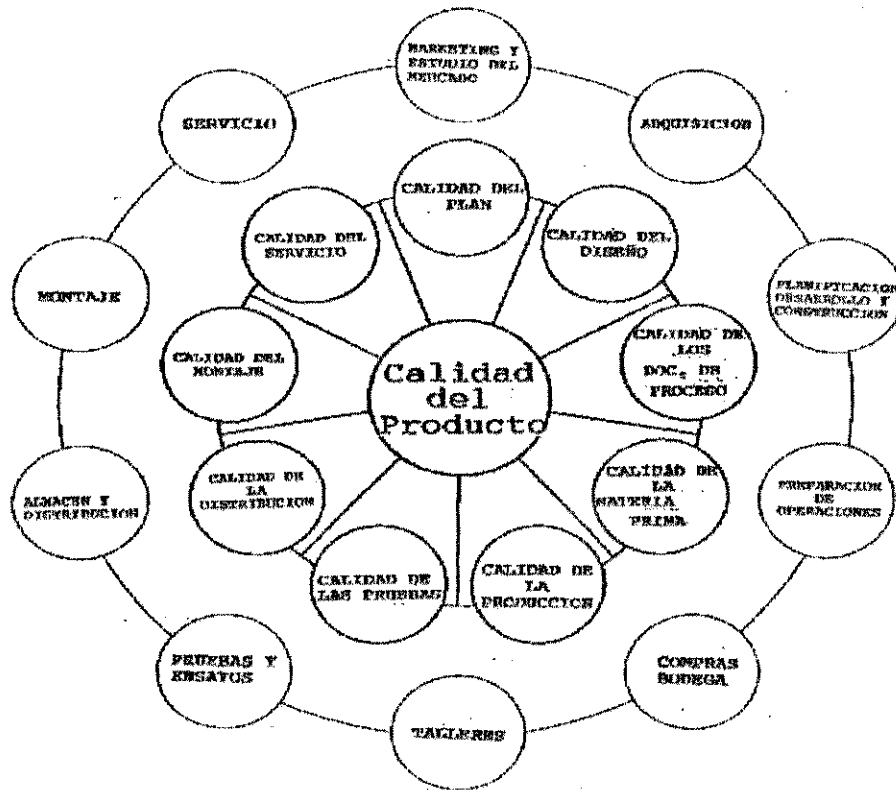 MARKETING Y
ESTUDIO DEL
MERCADO
SERVICIO
ADQUISICION
CALIDAD DEL
PLAN
CALIDAD DEL
SERVICIO
CALIDAD DEL
DISEÑO
MONTAJE
PLANIFICACION
DESARROLLO Y
CONSTRUCCION
CALIDAD DEL
MONTAJE
CALIDAD DE
LOS
DOC. DE
PROCESO
Calidad
del
Producto
ALMACEN Y
DISTRIBUCION
CALIDAD DE
LA
DISTRIBUCION
CALIDAD DE
LA
MATERIA
PRIMA
PREPARACION
DE
OPERACIONES
CALIDAD DE
LAS PRUEBAS
CALIDAD DE
LA
PRODUCCION
PRUEBAS Y
ENSAYOS
COMPRAS
BODEGA
TALLERES